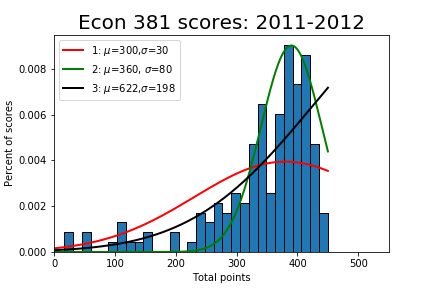 Econ 381 scores: 2011-2012
1: μ=300,σ=30
2: μ=360, σ=80
3: μ=622,σ=198
Percent of scores
0.008
0.006
0.004
0.002
0.000
0 100 200 300 400 500
Total points